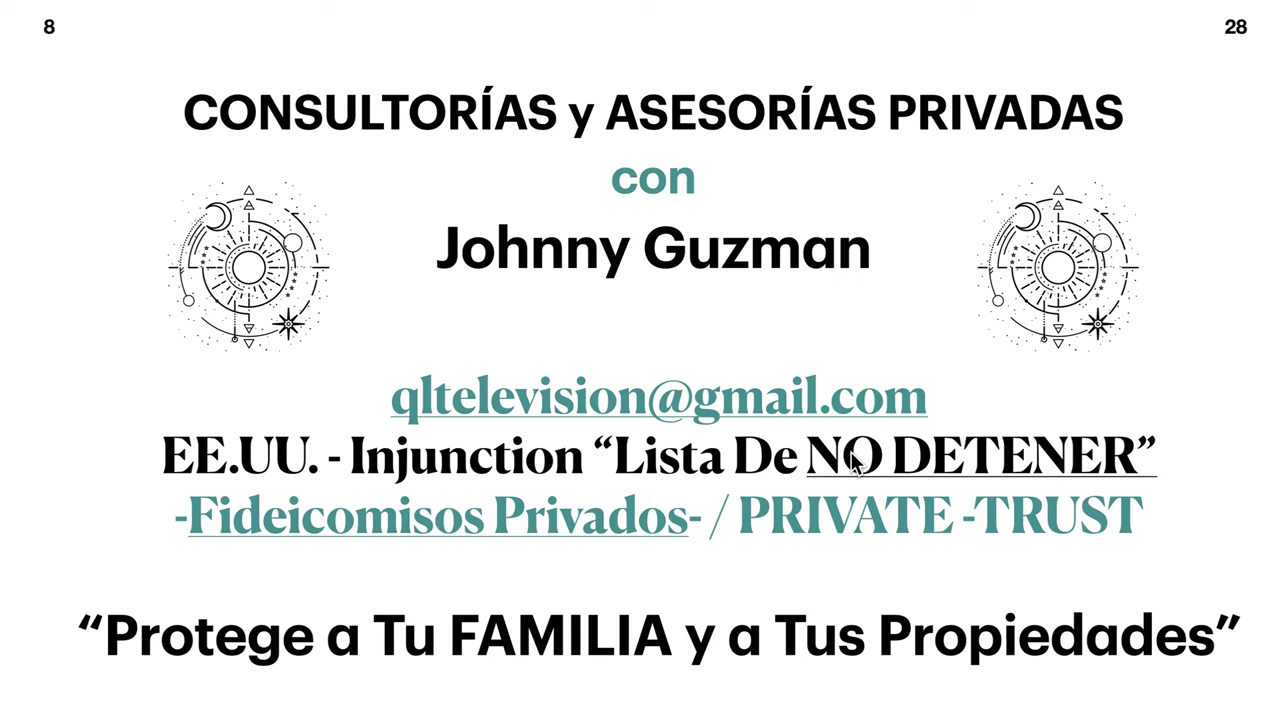 8
28
CONSULTORÍAS y ASESORÍAS PRIVADAS
con
Johnny Guzman
qltelevision@gmail.com
EE.UU. - Injunction “Lista De NO DETENER”
-Fideicomisos Privados- / PRIVATE -TRUST
“Protege a Tu FAMILIA y a Tus Propiedades”